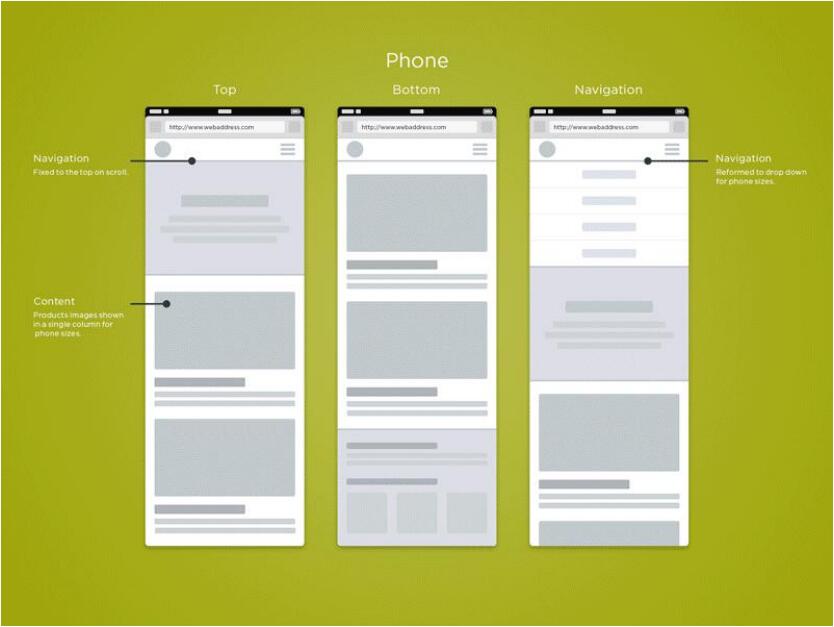 Phone
Top
Bottom
Navigation
http://www.webaddress.com
http://www.webaddress.com
http://www.webaddress.com
Navigation
Fixed to the top on scroll.
Navigation
Reformed to drop down
for phone sizes.
Content
Products images shown
in a single column for
phone sizes.